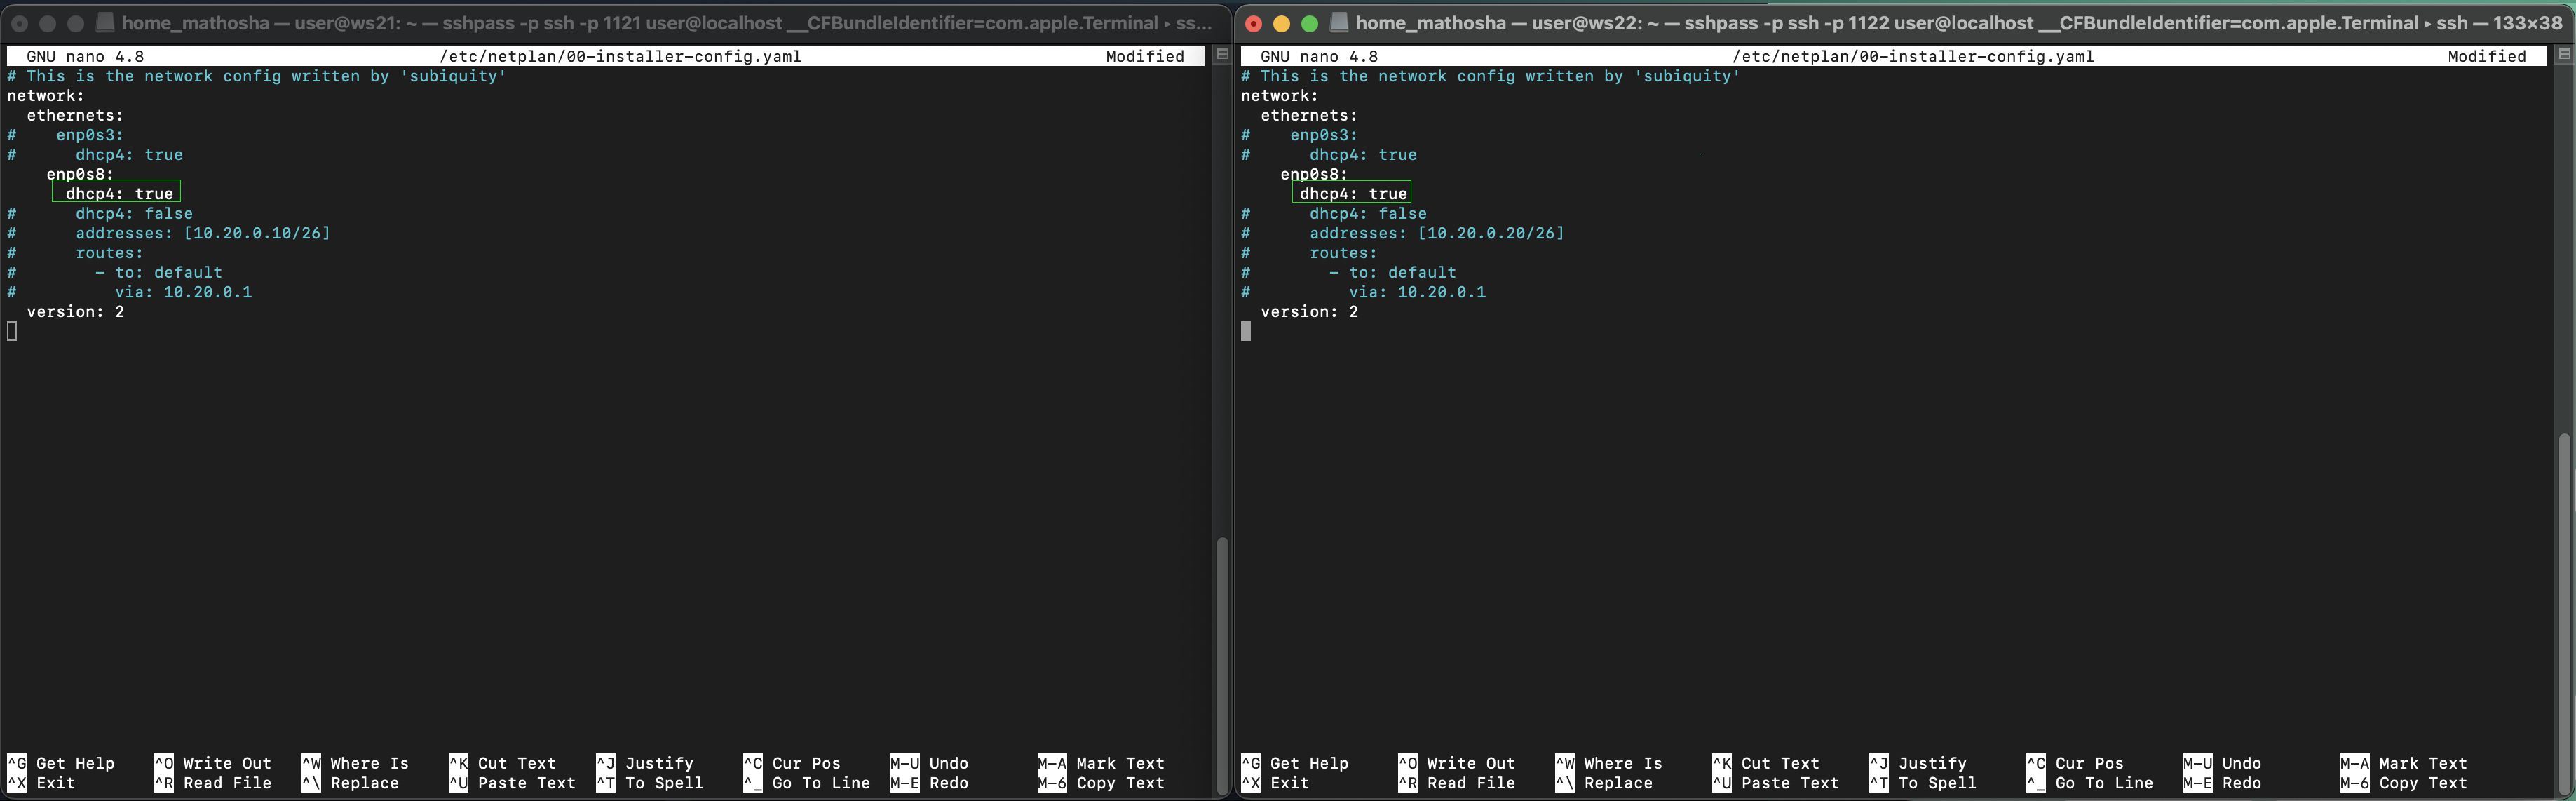 home_mathosha — user@ws21: ~ — sshpass -p ssh -p 1121 user@localhost __CFBundleIdentifier=com.apple.Terminal ▸ ss...
GNU nano 4.8 /etc/netplan/00-installer-config.yaml Modified
# This is the network config written by 'subiquity'
network:
  ethernets:
#    enp0s3:
#      dhcp4: true
    enp0s8:
      dhcp4: true
#      dhcp4: false
#      addresses: [10.20.0.10/26]
#      routes:
#        - to: default
#          via: 10.20.0.1
  version: 2
^G Get Help ^O Write Out ^W Where Is ^K Cut Text ^J Justify ^C Cur Pos M-U Undo M-A Mark Text
^X Exit ^R Read File ^\ Replace ^U Paste Text ^T To Spell ^_ Go To Line M-E Redo M-6 Copy Text
home_mathosha — user@ws22: ~ — sshpass -p ssh -p 1122 user@localhost __CFBundleIdentifier=com.apple.Terminal ▸ ssh — 133×38
GNU nano 4.8 /etc/netplan/00-installer-config.yaml Modified
# This is the network config written by 'subiquity'
network:
  ethernets:
#    enp0s3:
#      dhcp4: true
    enp0s8:
      dhcp4: true
#      dhcp4: false
#      addresses: [10.20.0.20/26]
#      routes:
#        - to: default
#          via: 10.20.0.1
  version: 2
^G Get Help ^O Write Out ^W Where Is ^K Cut Text ^J Justify ^C Cur Pos M-U Undo M-A Mark Text
^X Exit ^R Read File ^\ Replace ^U Paste Text ^T To Spell ^_ Go To Line M-E Redo M-6 Copy Text